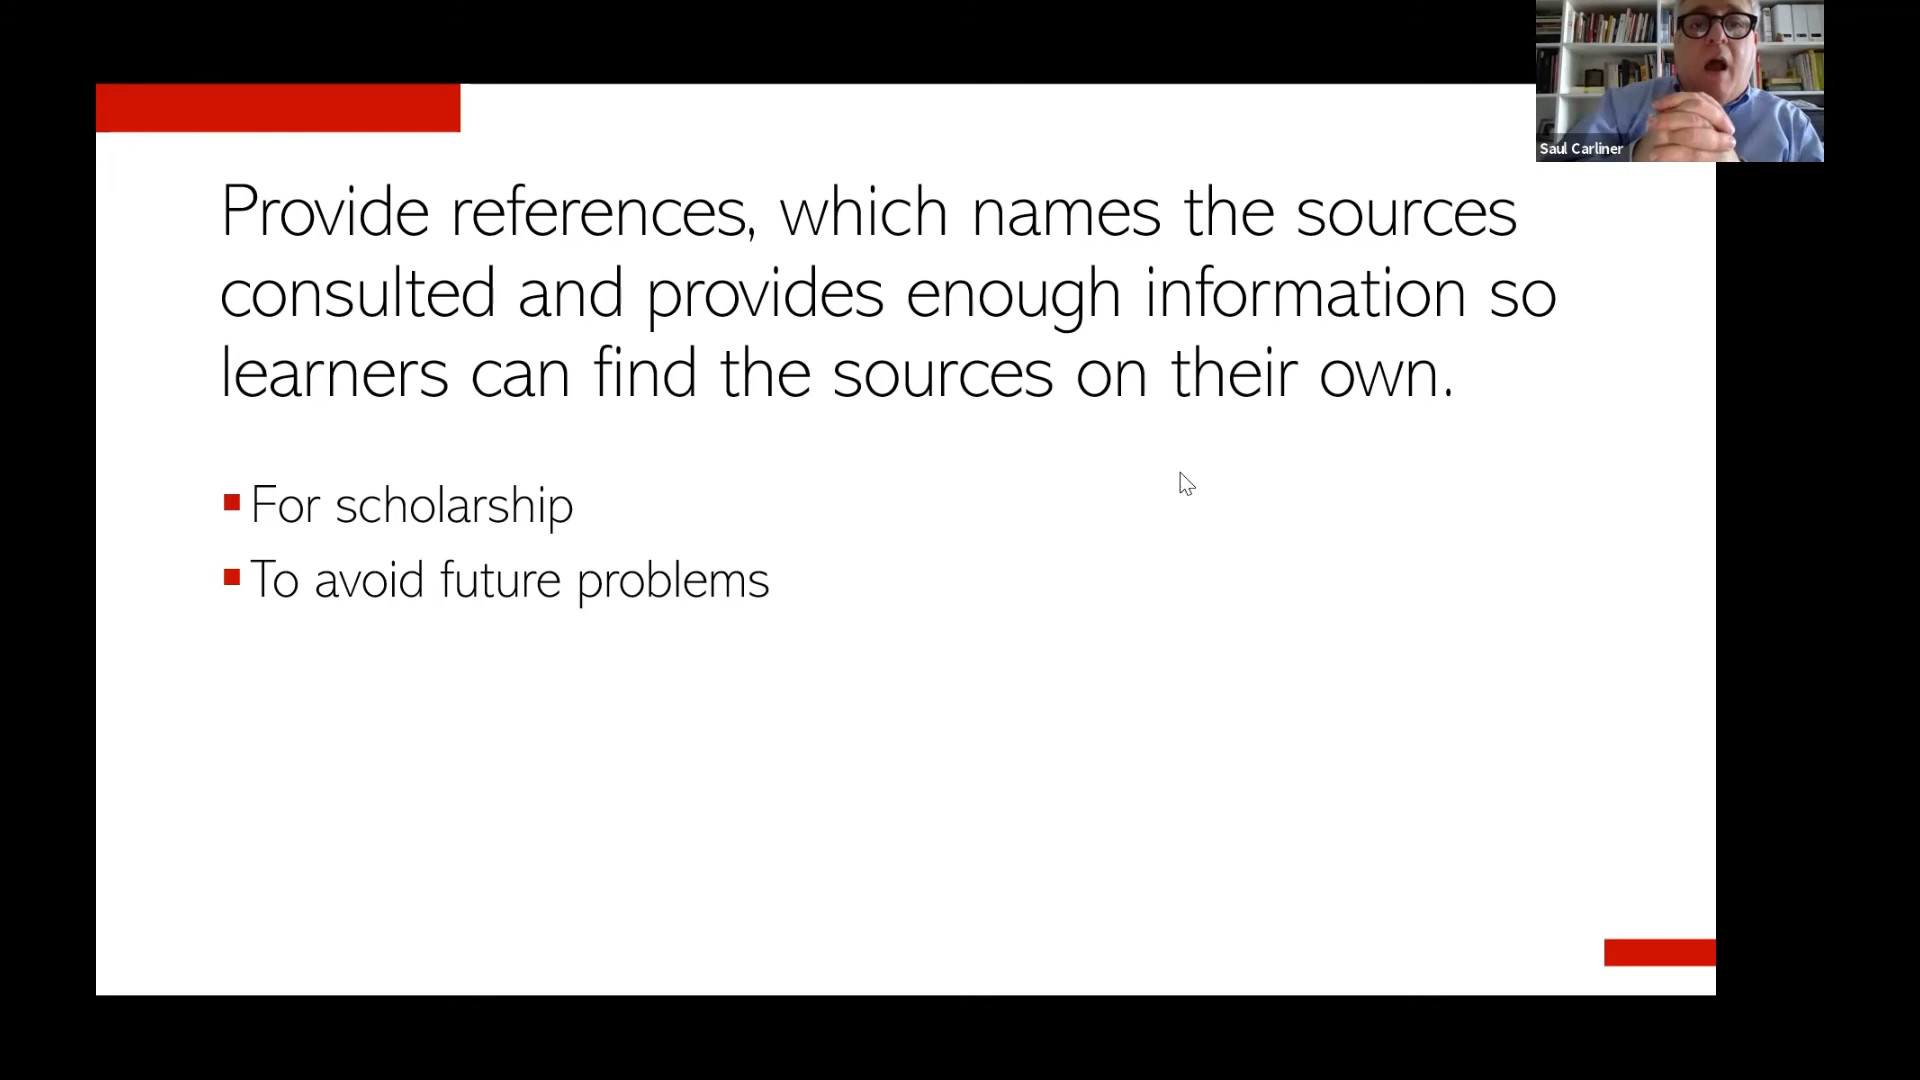 Provide references, which names the sources
consulted and provides enough information so
learners can find the sources on their own.
For scholarship
To avoid future problems
Saul Carliner